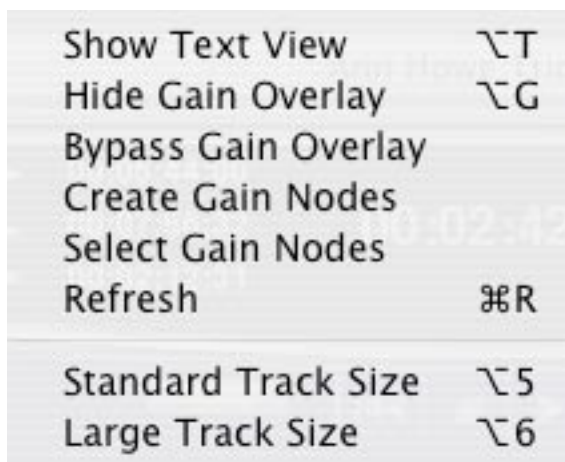 Show Text View ⌥T
Hide Gain Overlay ⌥G
Bypass Gain Overlay
Create Gain Nodes
Select Gain Nodes
Refresh ⌘R
Standard Track Size ⌥5
Large Track Size ⌥6